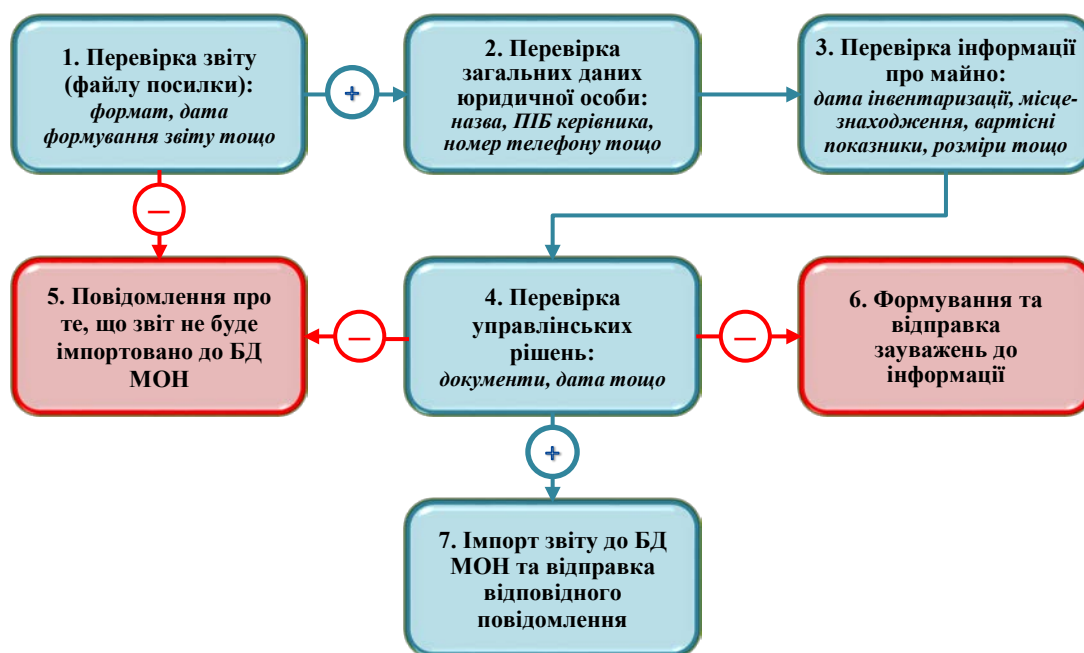 1. Перевірка звіту
(файлу посилки):
формат, дата
формування звіту тощо
+
2. Перевірка
загальних даних
юридичної особи:
назва, ПІБ керівника,
номер телефону тощо
3. Перевірка інформації
про майно:
дата інвентаризації, місце-
знаходження, вартісні
показники, розміри тощо
—
5. Повідомлення про
те, що звіт не буде
імпортовано до БД
МОН
—
4. Перевірка
управлінських
рішень:
документи, дата тощо
—
6. Формування та
відправка
зауважень до
інформації
+
7. Імпорт звіту до БД
МОН та відправка
відповідного
повідомлення